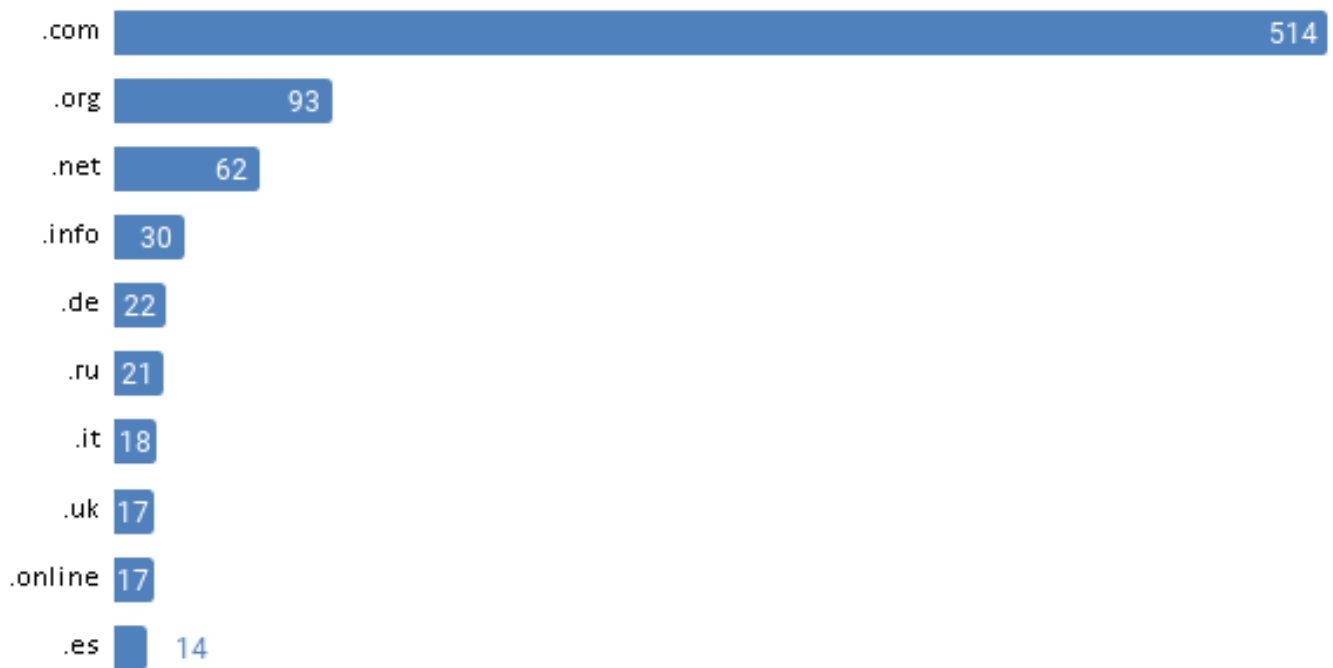 .com 514
.org 93
.net 62
.info 30
.de 22
.ru 21
.it 18
.uk 17
.online 17
.es 14